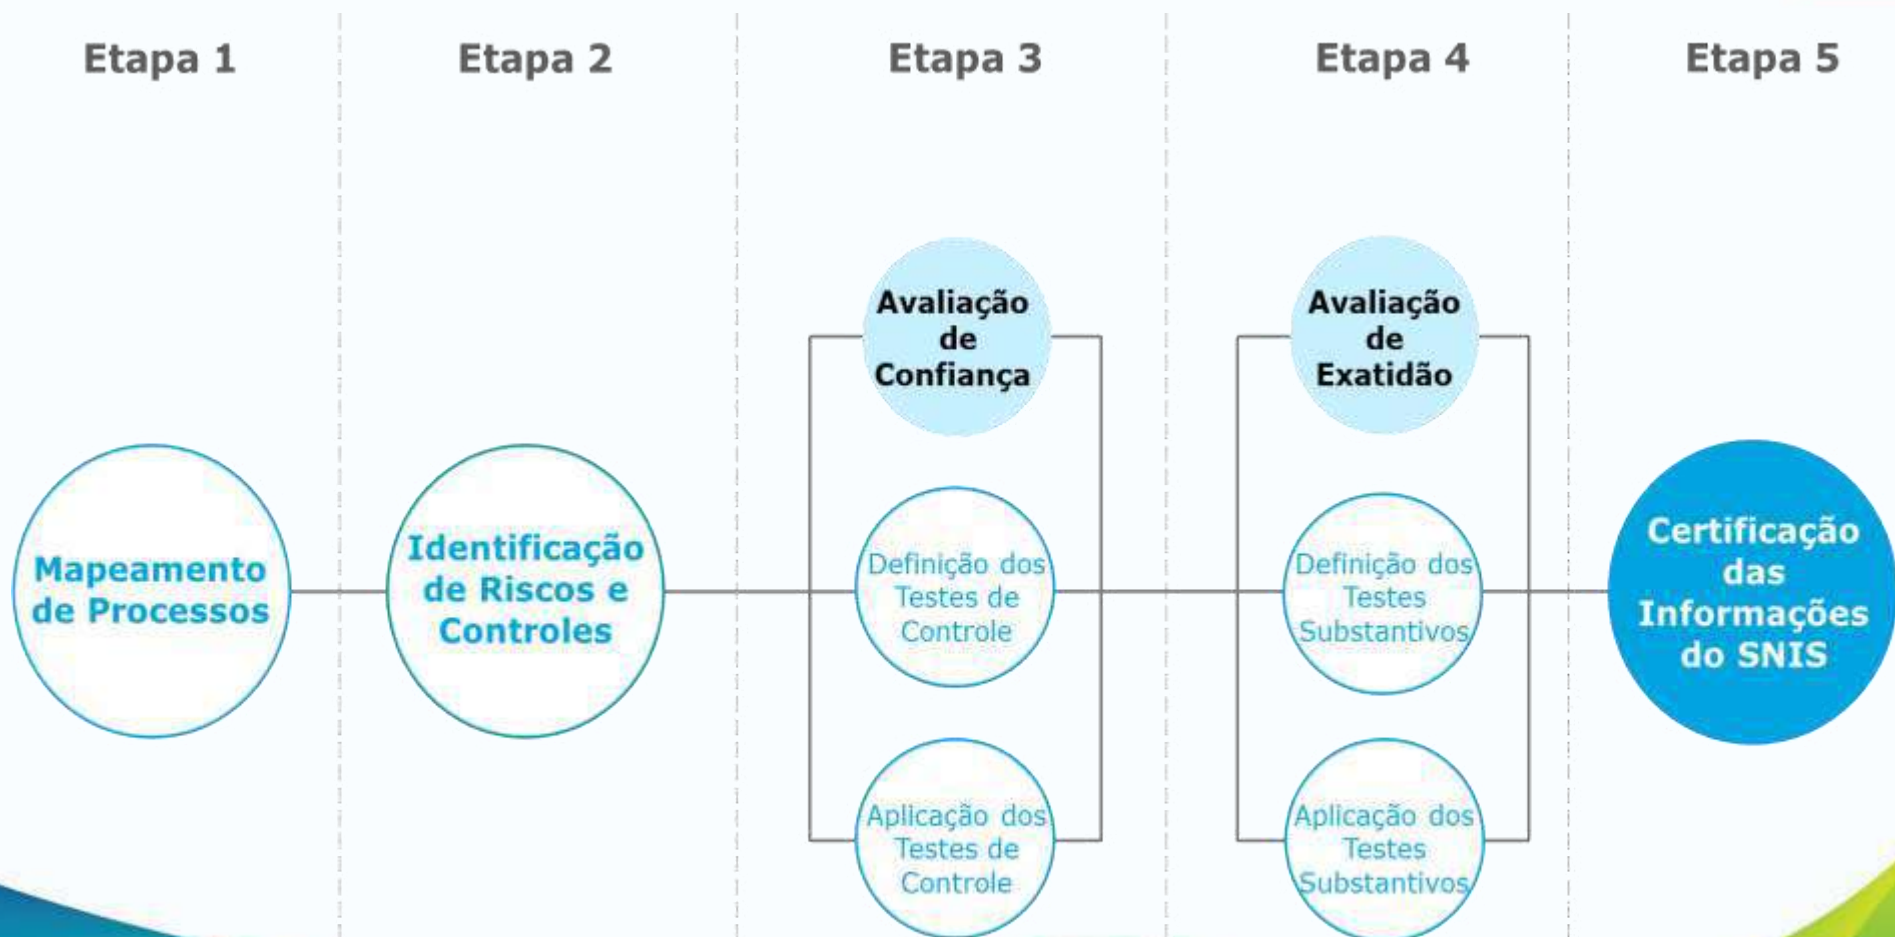 Etapa 1
Etapa 2
Etapa 3
Etapa 4
Etapa 5
Mapeamento
de Processos
Identificação
de Riscos e
Controles
Avaliação
de
Confiança
Definição dos
Testes de
Controle
Aplicação dos
Testes de
Controle
Avaliação
de
Exatidão
Definição dos
Testes
Substantivos
Aplicação dos
Testes
Substantivos
Certificação
das
Informações
do SNIS